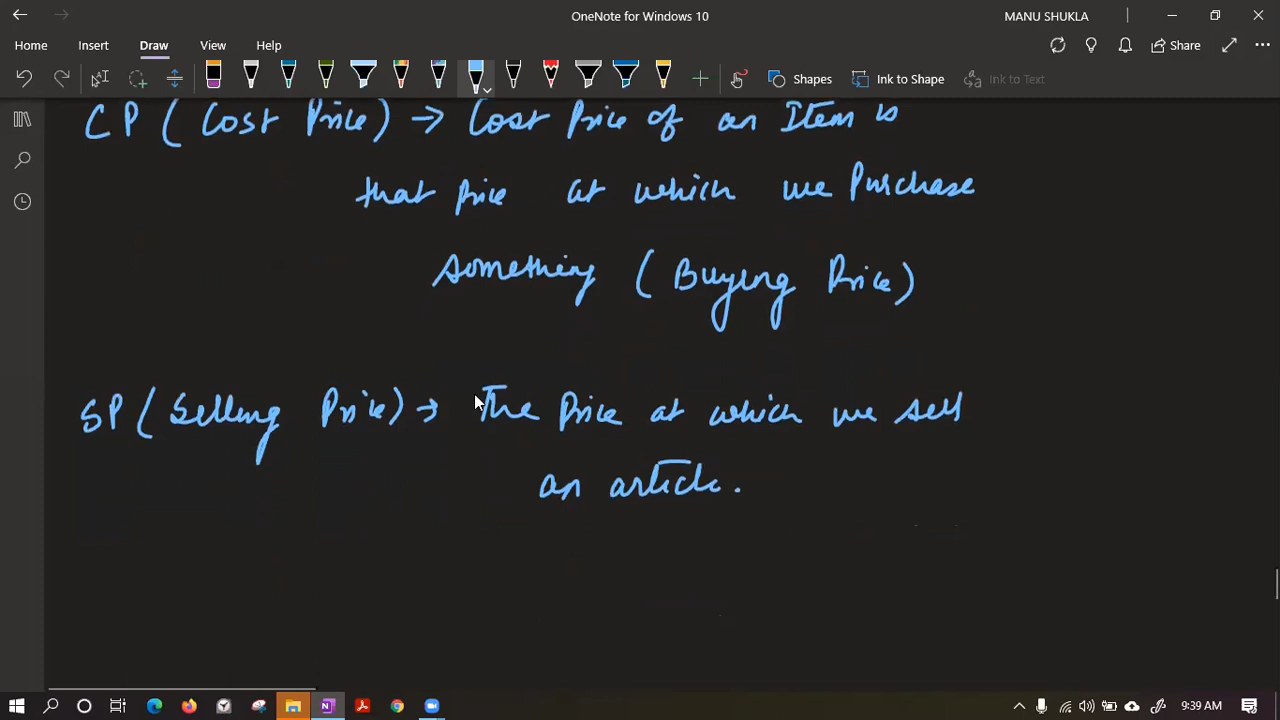 OneNote for Windows 10
MANU SHUKLA
Home Insert Draw View Help
Share
Shapes Ink to Shape Ink to Text
CP (Cost Price) → Cost Price of an Item is
that price at which we Purchase
something (Buying Price)
SP (Selling Price) → The Price at which we sell
an article.
9:39 AM